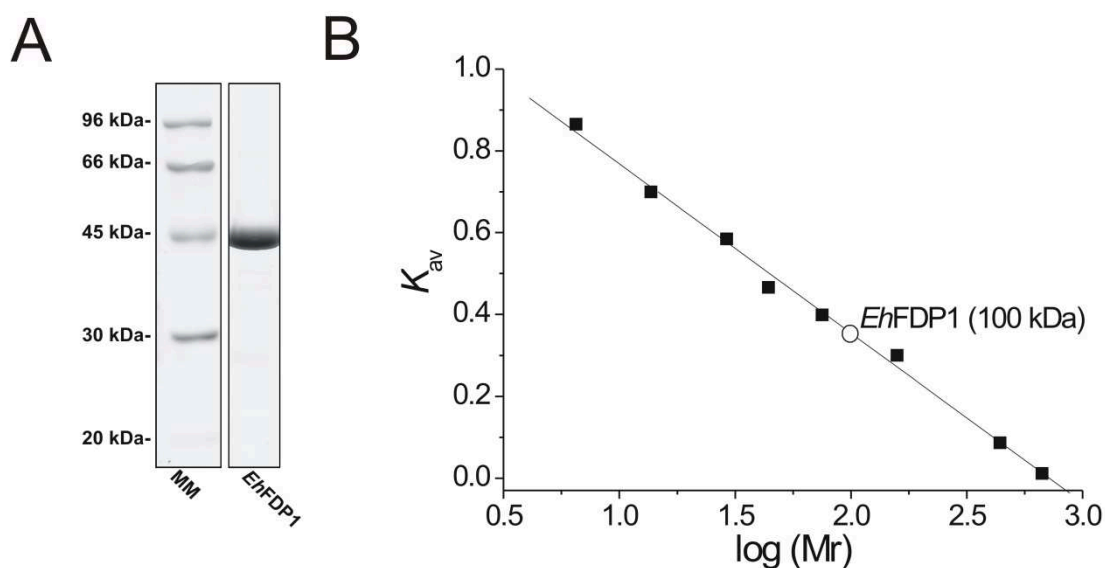 A
96 kDa-
66 kDa-
45 kDa-
30 kDa-
20 kDa-
MM
EhFDP1
B
1.0
0.8
0.6
0.4
0.2
0.0
Kav
EhFDP1 (100 kDa)
0.5
1.0
1.5
2.0
2.5
3.0
log (Mr)